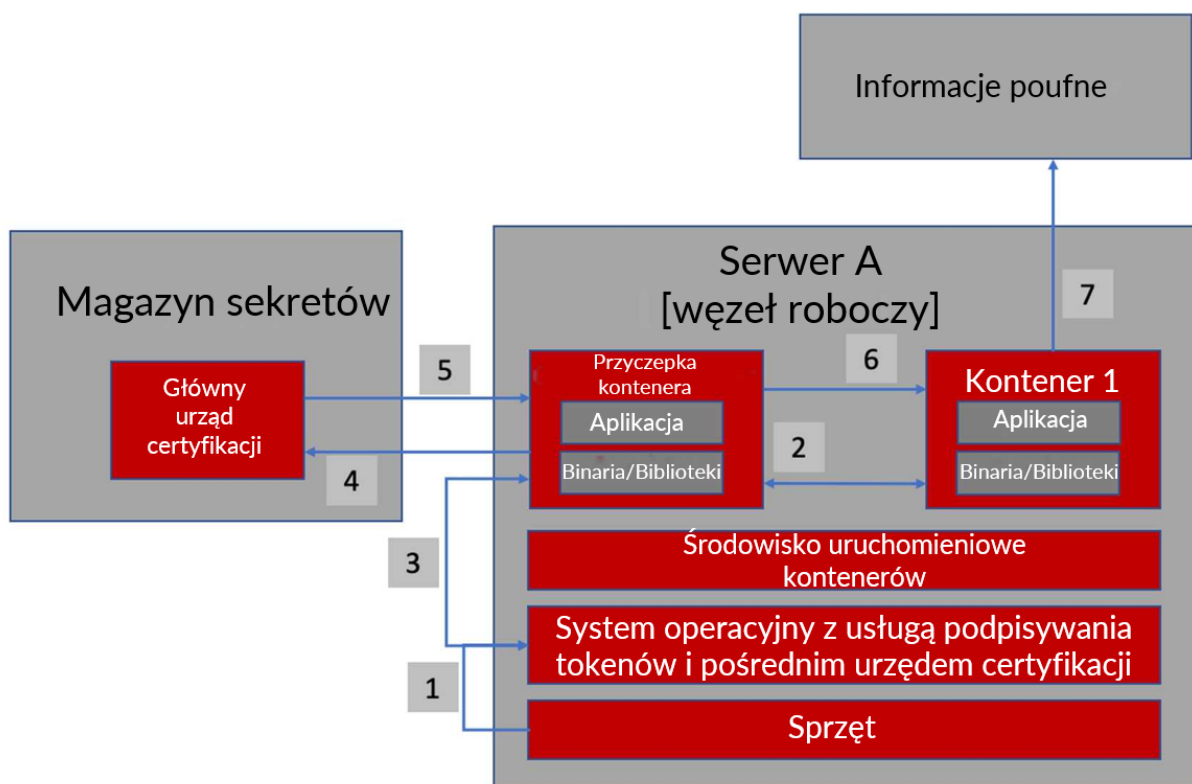 Informacje poufne
Serwer A
[węzeł roboczy]
Magazyn sekretów
7
5
6
Przyczepka
kontenera
Kontener 1
Główny
urząd
certyfikacji
Aplikacja
Aplikacja
2
Binaria/Biblioteki
Binaria/Biblioteki
4
3
Środowisko uruchomieniowe
kontenerów
System operacyjny z usługą podpisywania
tokenów i pośrednim urzędem certyfikacji
1
Sprzęt